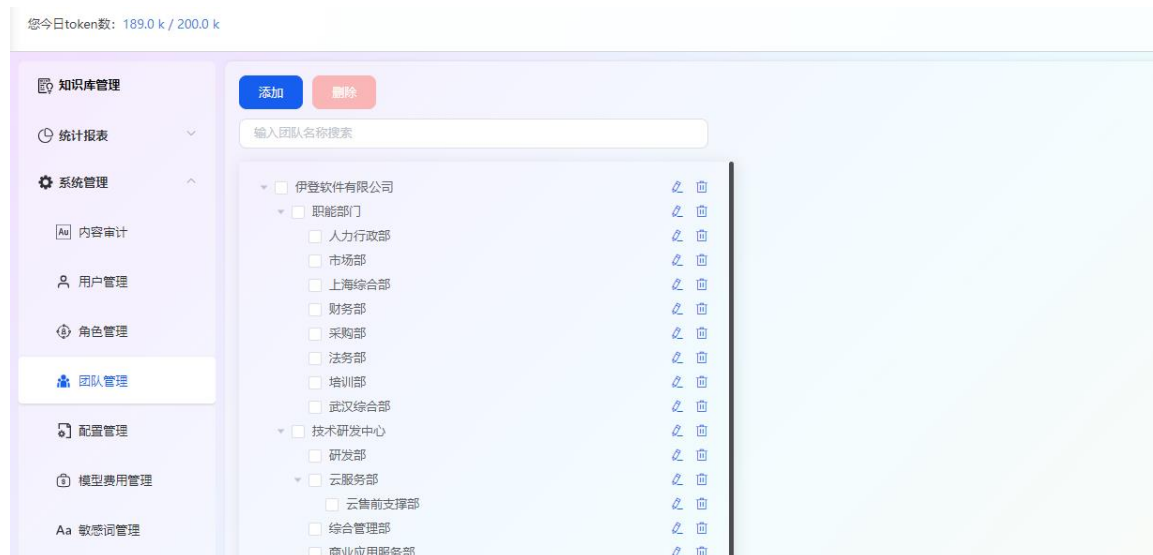 您今日token数：189.0 k / 200.0 k
知识库管理
统计报表
系统管理
Au 内容审计
用户管理
角色管理
团队管理
配置管理
模型费用管理
Aa 敏感词管理
添加 删除
输入团队名称搜索
伊登软件有限公司
职能部门
人力行政部
市场部
上海综合部
财务部
采购部
法务部
培训部
武汉综合部
技术研发中心
研发部
云服务部
云售前支撑部
综合管理部
商业应用服务部